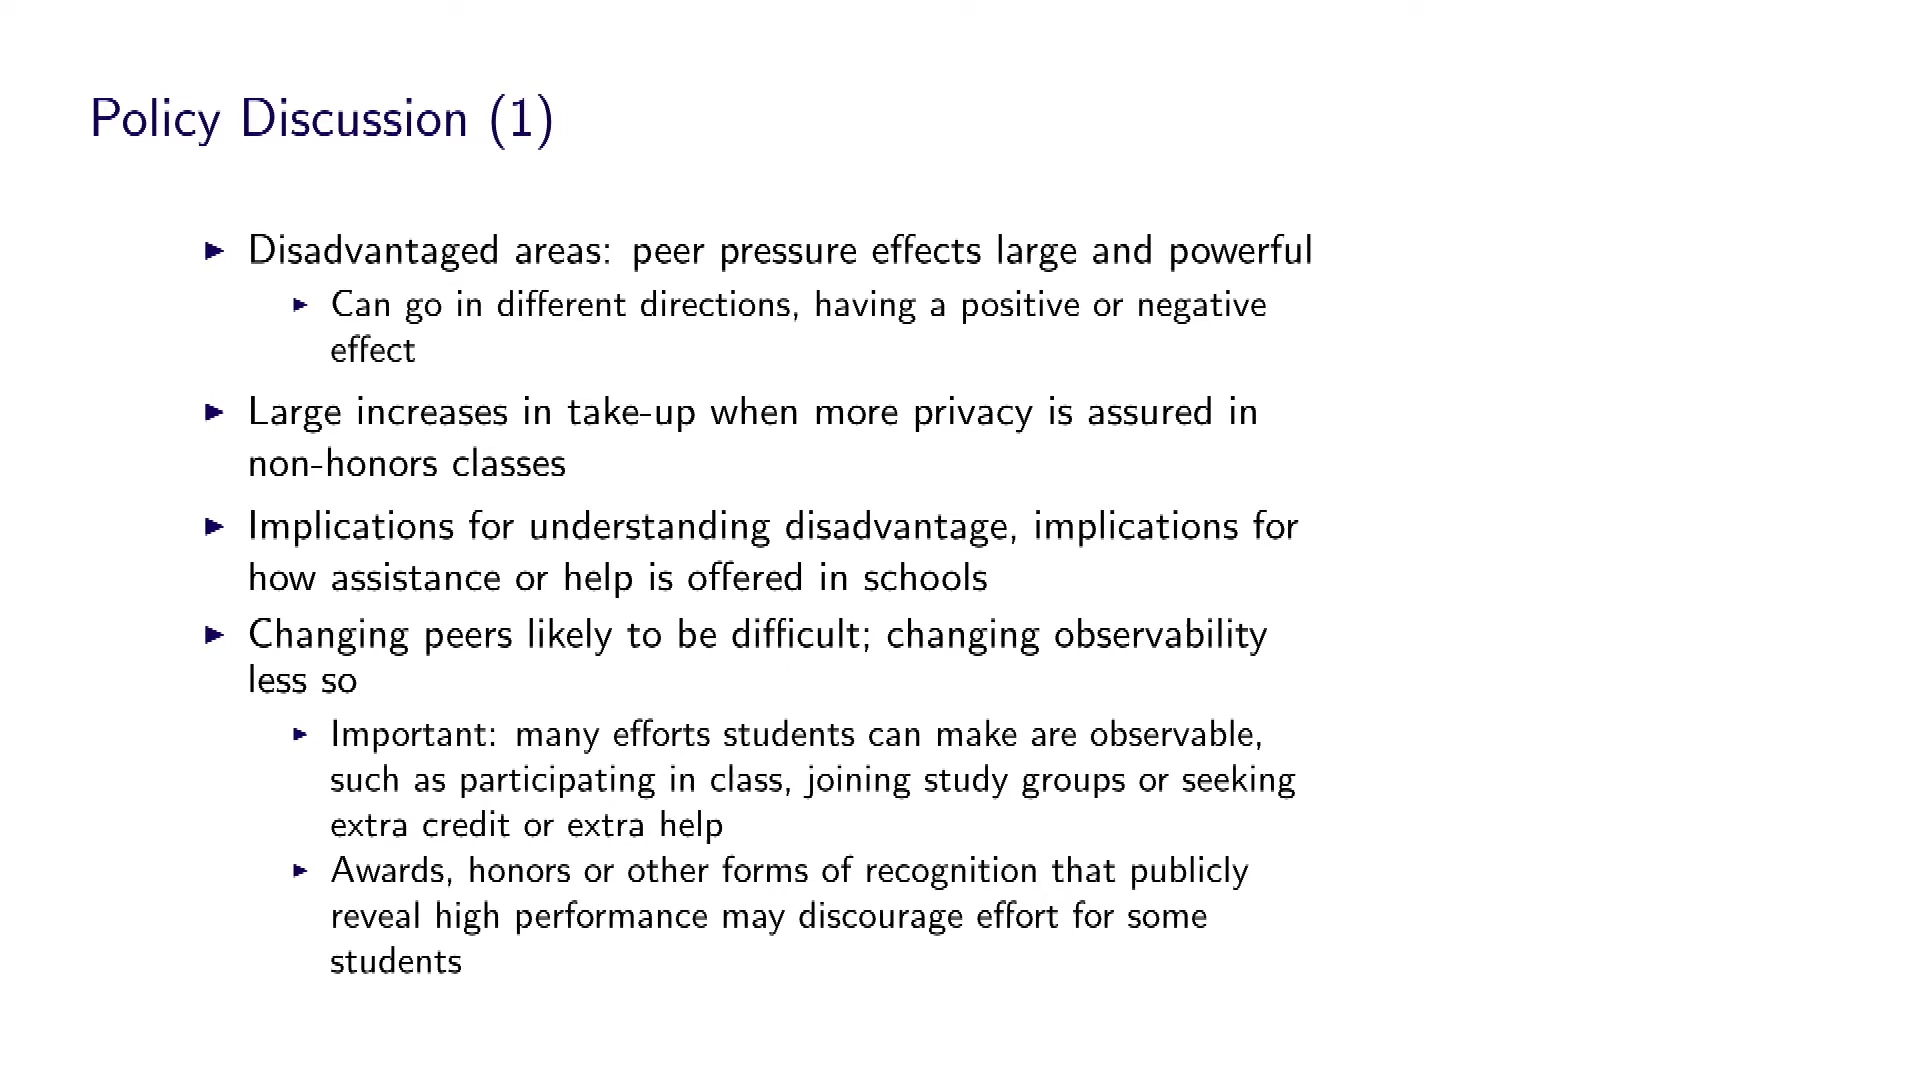 Policy Discussion (1)
Disadvantaged areas: peer pressure effects large and powerful
Can go in different directions, having a positive or negative
effect
Large increases in take-up when more privacy is assured in
non-honors classes
Implications for understanding disadvantage, implications for
how assistance or help is offered in schools
Changing peers likely to be difficult; changing observability
less so
Important: many efforts students can make are observable,
such as participating in class, joining study groups or seeking
extra credit or extra help
Awards, honors or other forms of recognition that publicly
reveal high performance may discourage effort for some
students